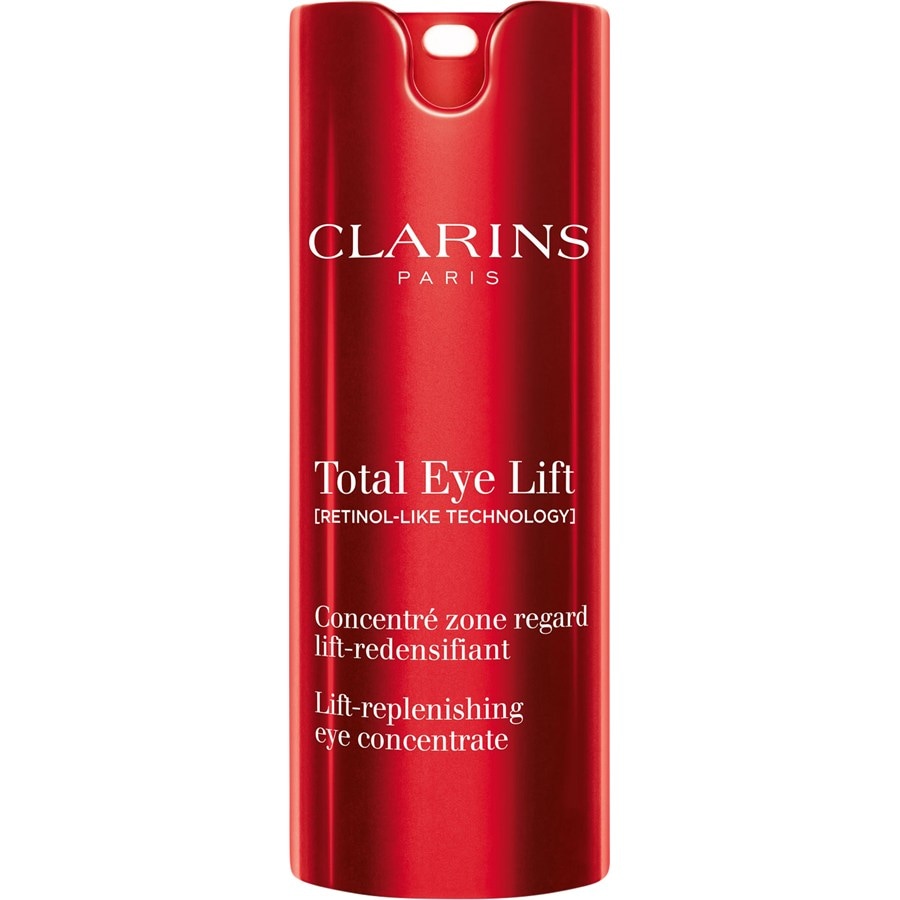 CLARINS
PARIS
Total Eye Lift
[RETINOL-LIKE TECHNOLOGY]
Concentré zone regard
lift-redensifiant
Lift-replenishing
eye concentrate